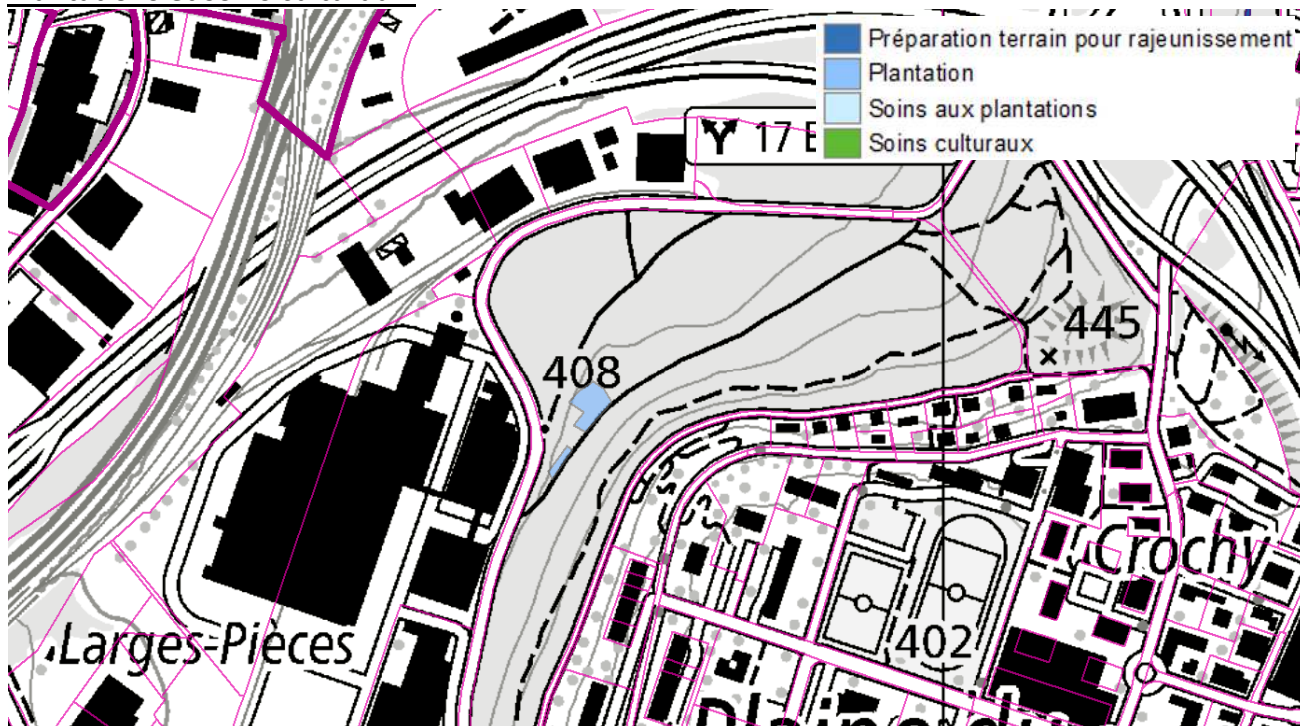 Préparation terrain pour rajeunissement
Plantation
17
Soins aux plantations
Soins culturaux
445
408
Crochy
402
Larges-Pièces